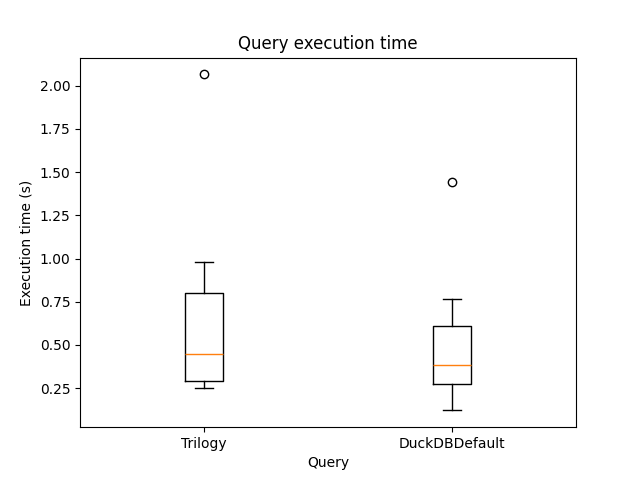 Query execution time
2.00
1.75
1.50
1.25
1.00
0.75
0.50
0.25
Execution time (s)
Trilogy
DuckDBDefault
Query